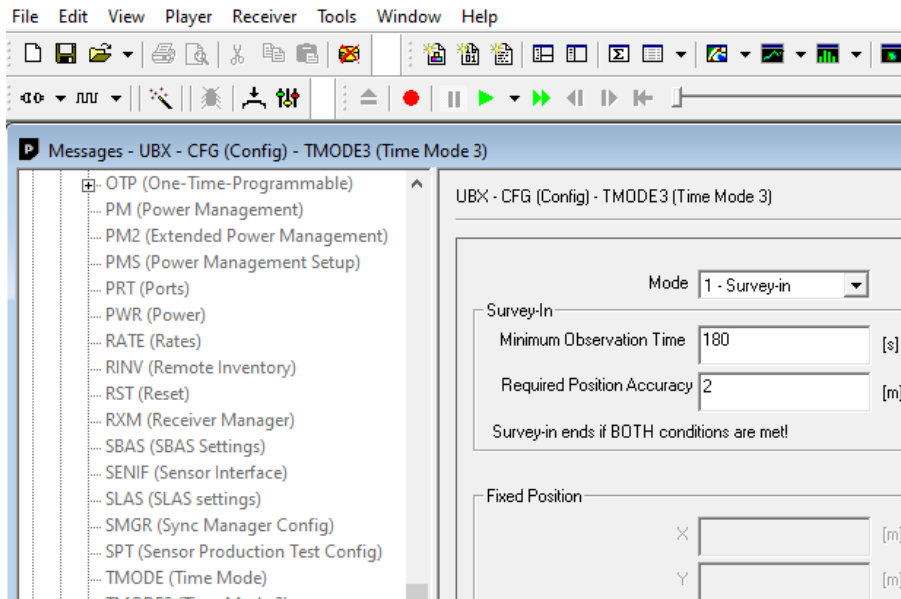 File Edit View Player Receiver Tools Window Help
Messages - UBX - CFG (Config) - TMODE3 (Time Mode 3)
OTP (One-Time-Programmable)
PM (Power Management)
PM2 (Extended Power Management)
PMS (Power Management Setup)
PRT (Ports)
PWR (Power)
RATE (Rates)
RINV (Remote Inventory)
RST (Reset)
RXM (Receiver Manager)
SBAS (SBAS Settings)
SENIF (Sensor Interface)
SLAS (SLAS settings)
SMGR (Sync Manager Config)
SPT (Sensor Production Test Config)
TMODE (Time Mode)
UBX - CFG (Config) - TMODE3 (Time Mode 3)
Mode 1 - Survey-in
Survey-In
Minimum Observation Time 180 [s]
Required Position Accuracy 2 [m]
Survey-in ends if BOTH conditions are met!
Fixed Position
X [m]
Y [m]